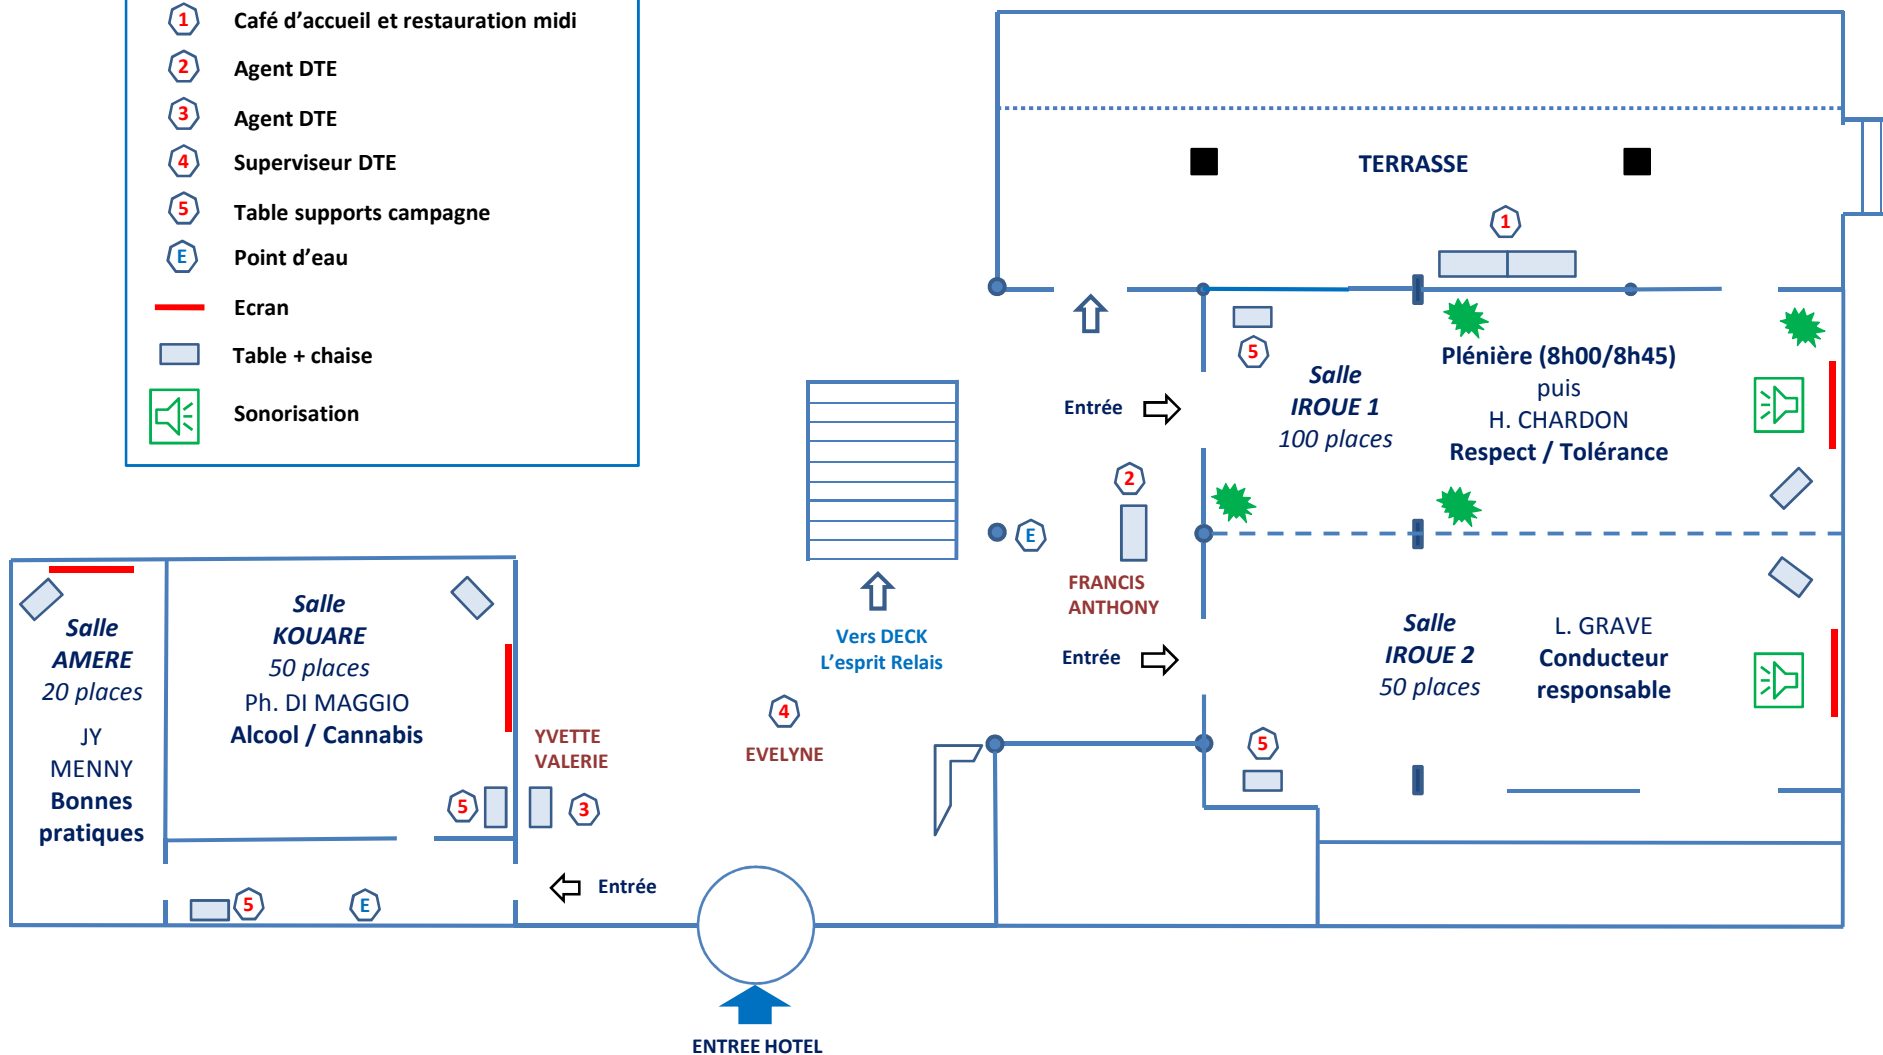 1 Café d'accueil et restauration midi
2 Agent DTE
3 Agent DTE
4 Superviseur DTE
5 Table supports campagne
E Point d'eau
Ecran
Table + chaise
Sonorisation
TERRASSE
1
5
Salle
IROUE 1
100 places
Plénière (8h00/8h45)
puis
H. CHARDON
Respect / Tolérance
Entrée
2
E
FRANCIS
ANTHONY
Vers DECK
L'esprit Relais
Entrée
Salle
IROUE 2
50 places
L. GRAVE
Conducteur
responsable
5
Salle
AMERE
20 places
JY
MENNY
Bonnes
pratiques
Salle
KOUARE
50 places
Ph. DI MAGGIO
Alcool / Cannabis
YVETTE
VALERIE
4
EVELYNE
5
3
5
E
Entrée
ENTREE HOTEL